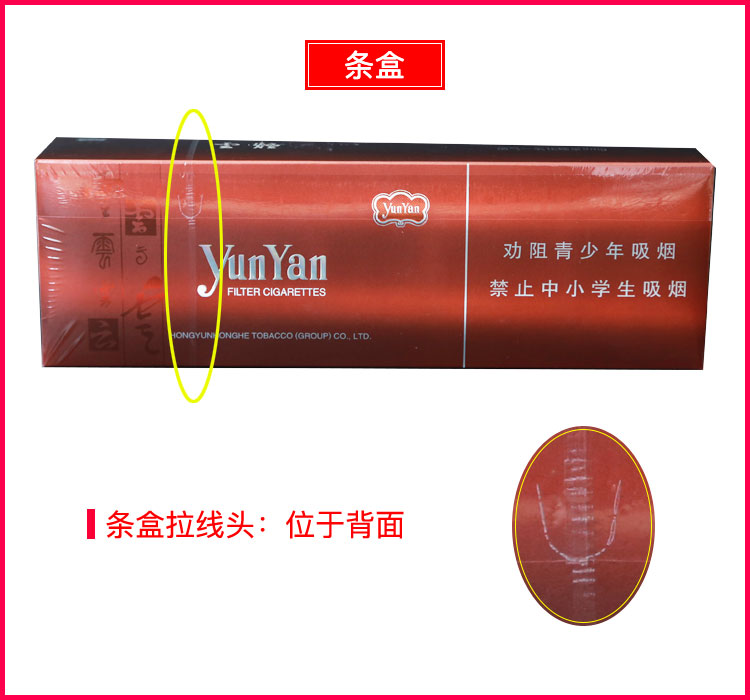 条盒
YunYan
劝阻青少年吸烟
禁止中小学生吸烟
YunYan
FILTER CIGARETTES
HONGYUNHONGHE TOBACCO (GROUP) CO., LTD.
条盒拉线头：位于背面